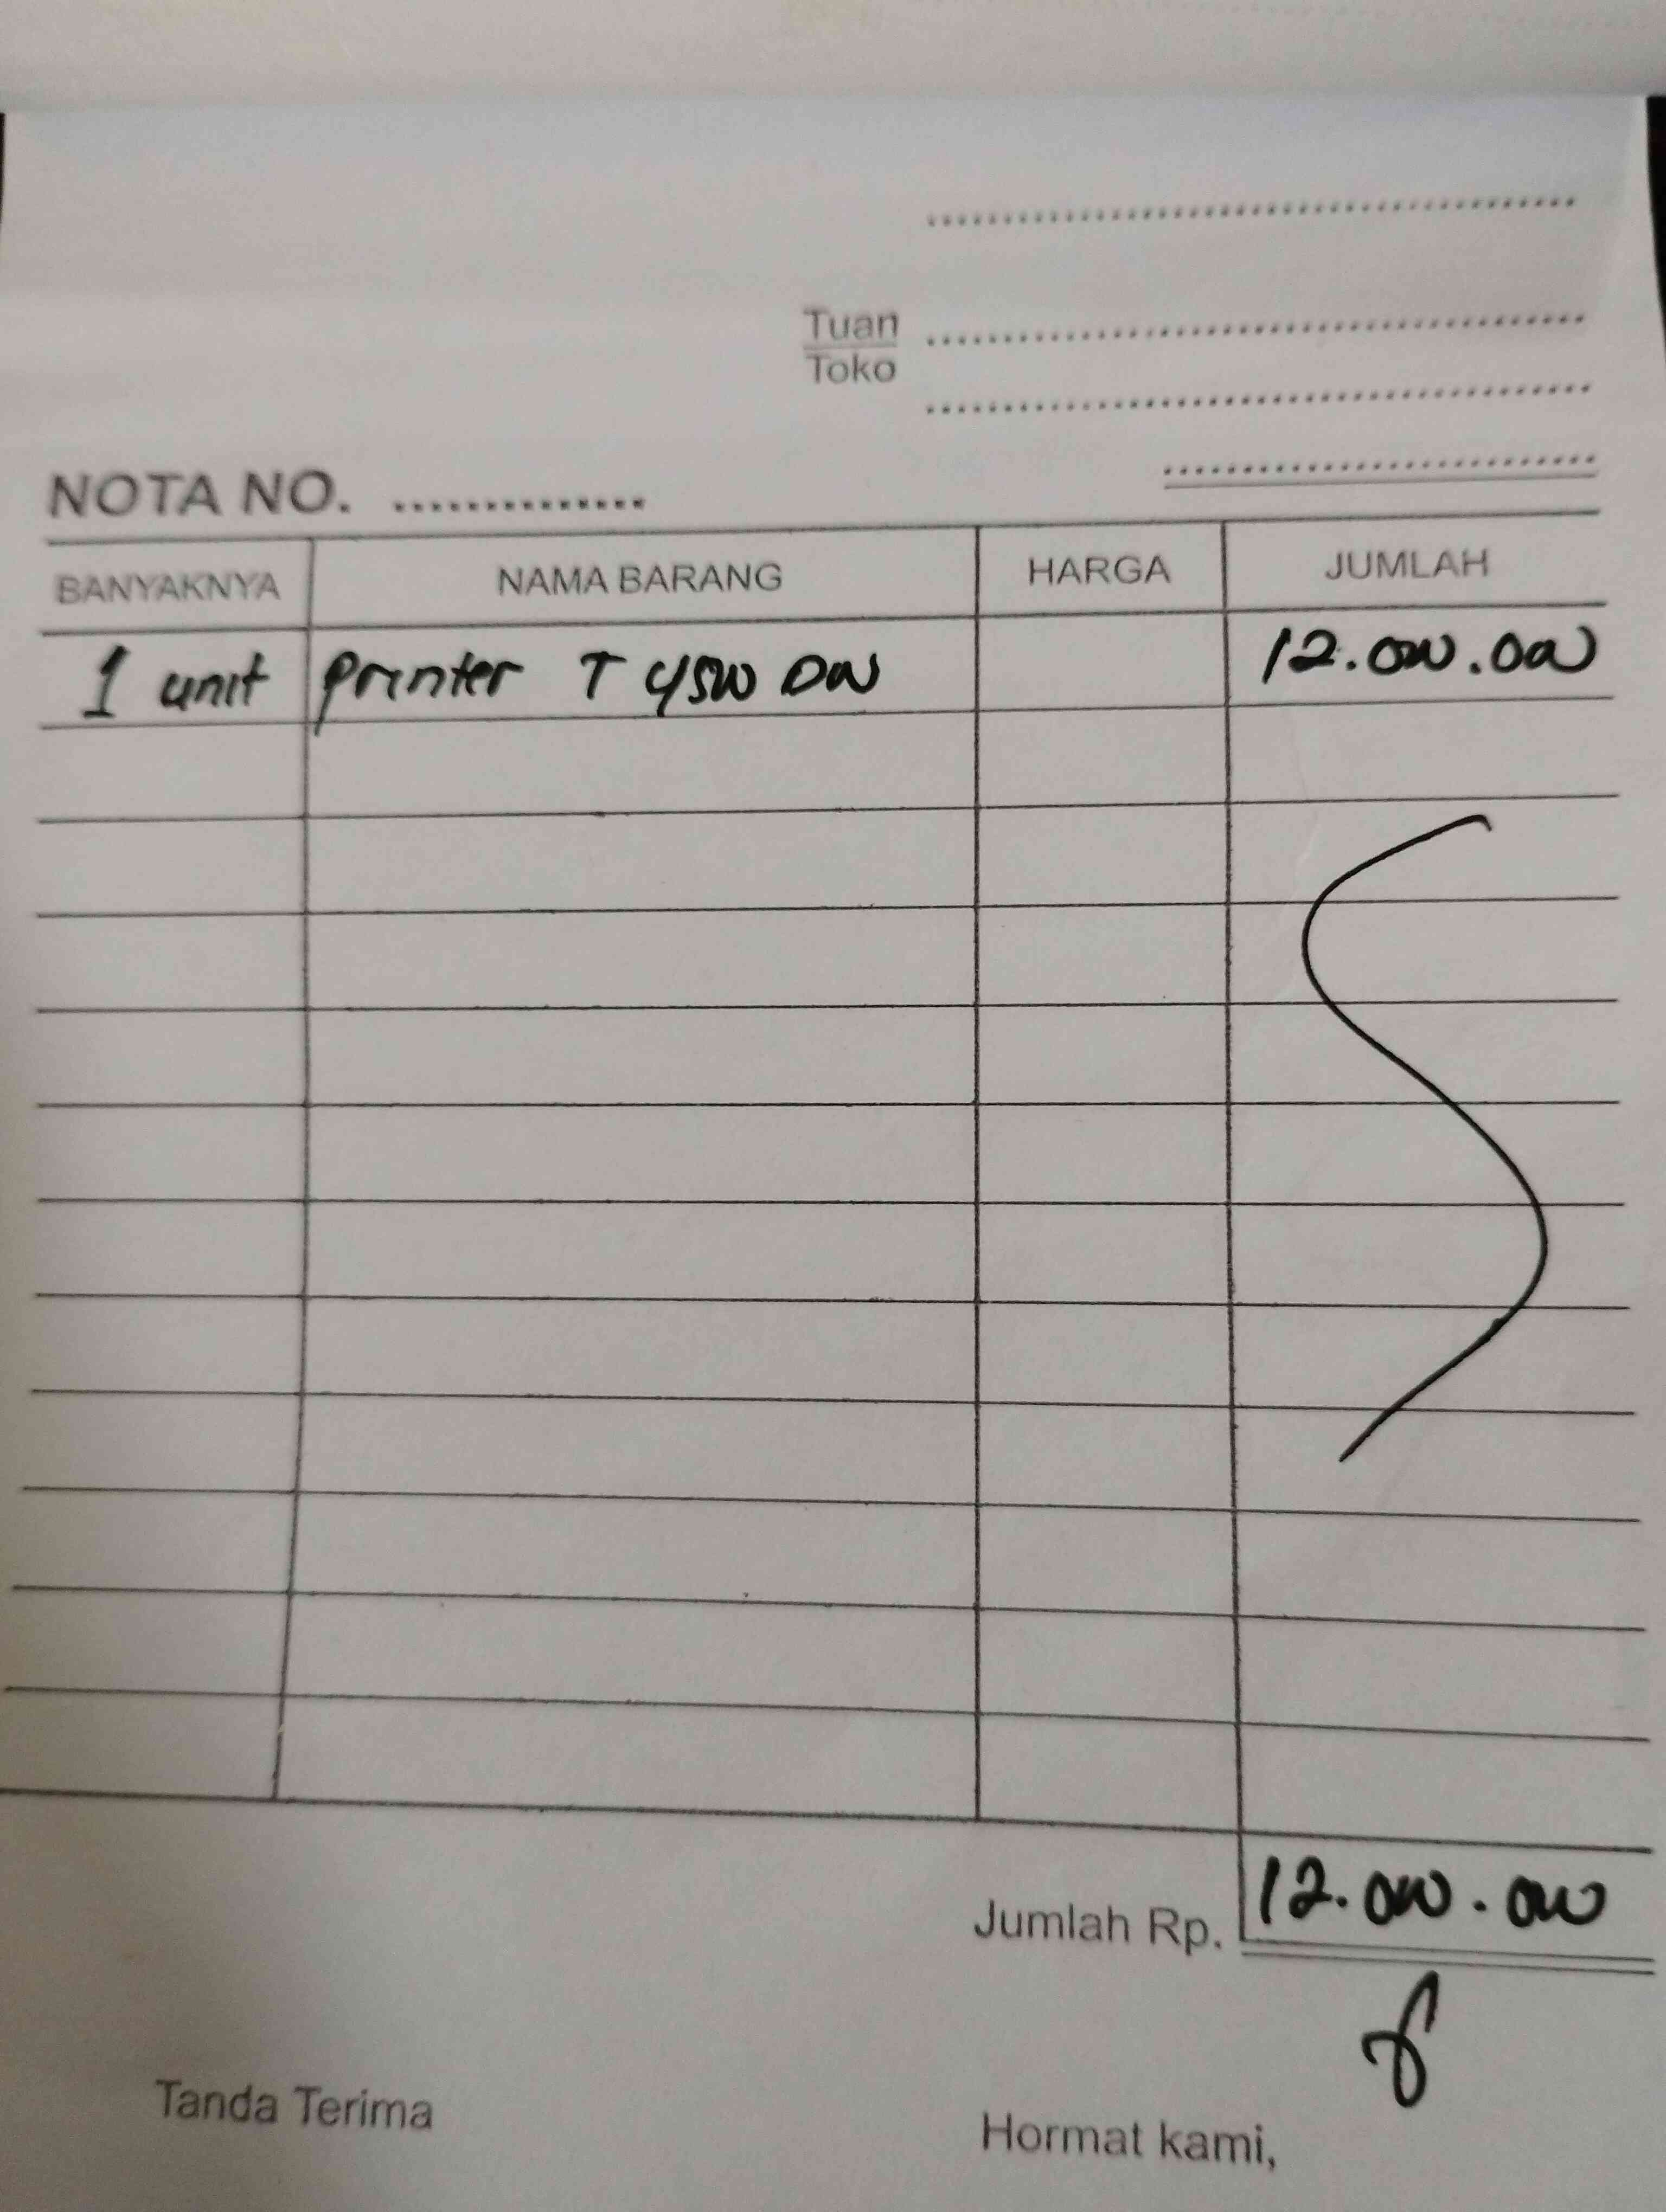 Tuan
Toko
NOTA NO. ..............
BANYAKNYA NAMA BARANG HARGA JUMLAH
1 unit printer T 4500 DW 12.000.000
Jumlah Rp. 12.000.000
Tanda Terima Hormat kami,